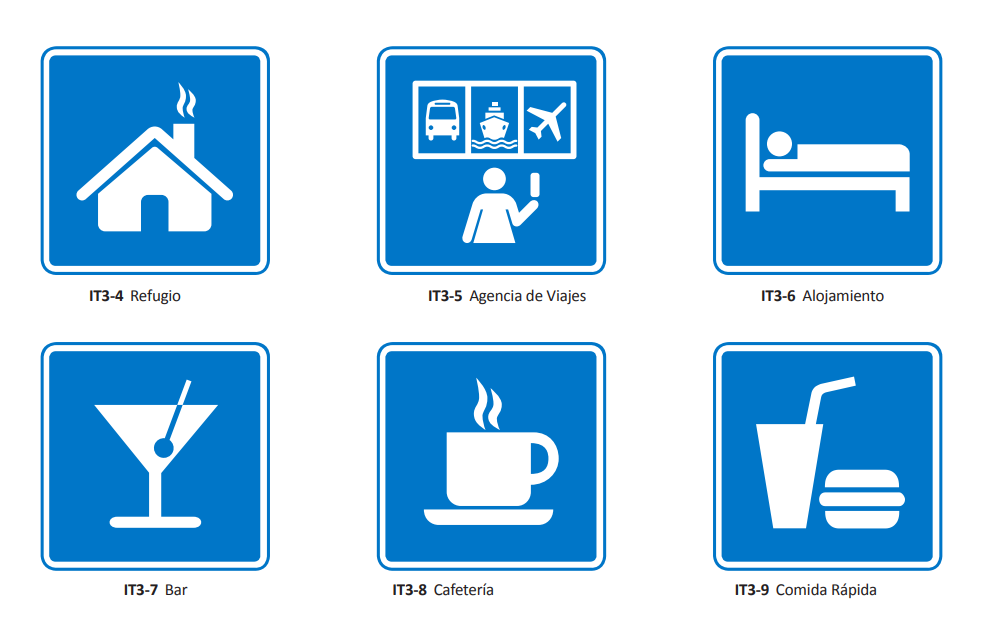 IT3-4 Refugio
IT3-5 Agencia de Viajes
IT3-6 Alojamiento
IT3-7 Bar
IT3-8 Cafetería
IT3-9 Comida Rápida